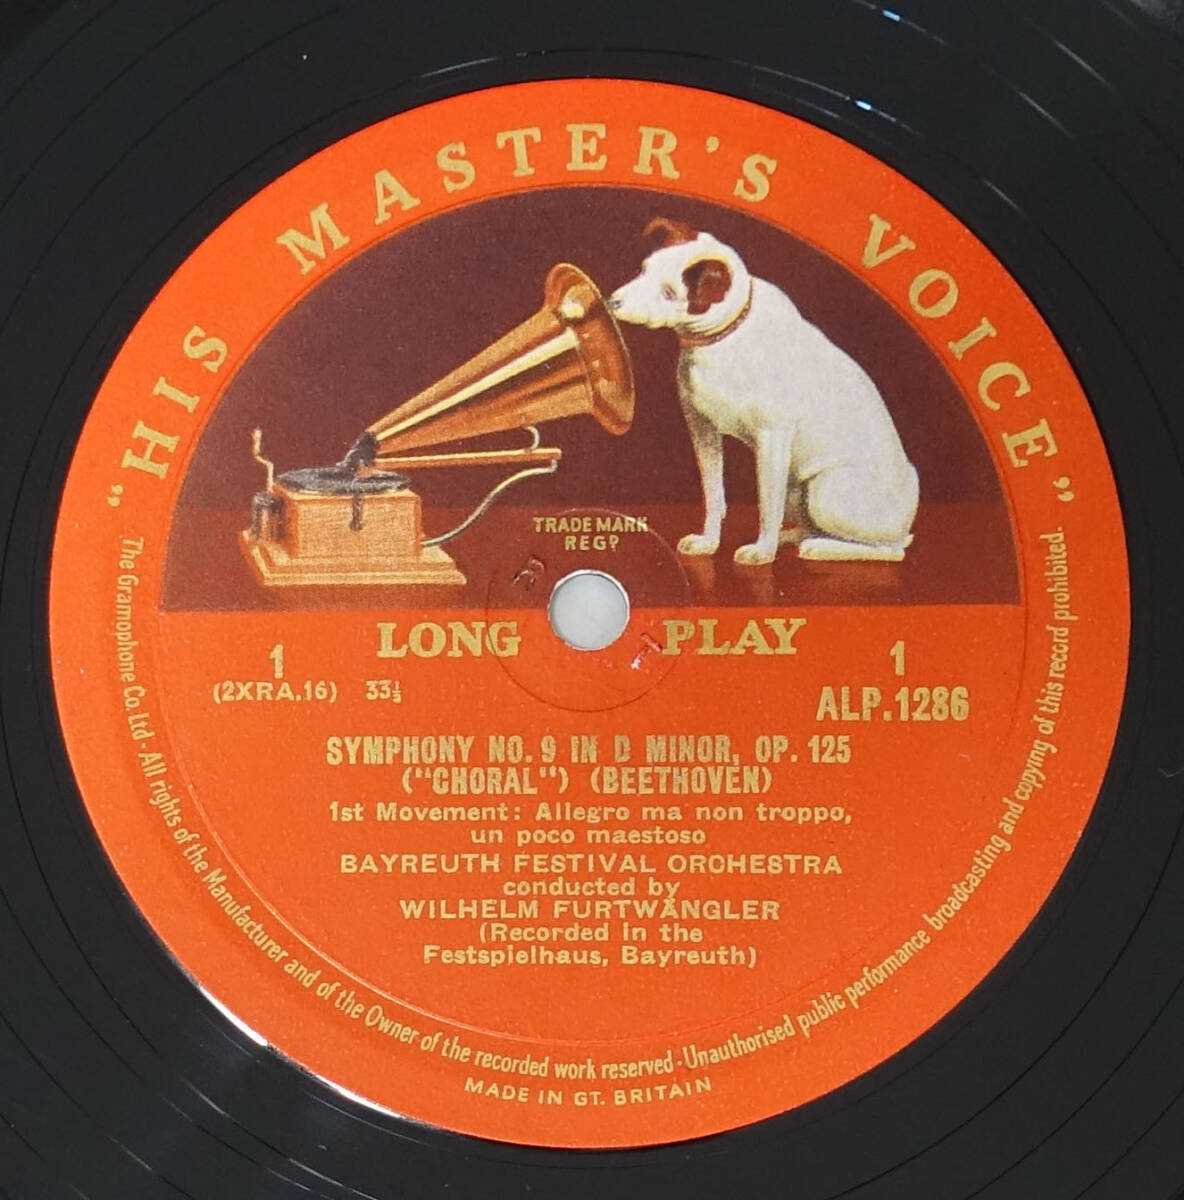 "HIS MASTER'S VOICE"
TRADE MARK
REGD
R T
LONG PLAY
1 1
(2XRA.16) 33⅓
ALP.1286
SYMPHONY NO. 9 IN D MINOR, OP. 125
("CHORAL") (BEETHOVEN)
1st Movement: Allegro ma non troppo,
un poco maestoso
BAYREUTH FESTIVAL ORCHESTRA
conducted by
WILHELM FURTWÄNGLER
(Recorded in the
Festspielhaus, Bayreuth)
The Gramophone Co. Ltd · All rights of the Manufacturer and of the Owner of the recorded work reserved · Unauthorised public performance broadcasting and copying of this record prohibited.
MADE IN GT. BRITAIN